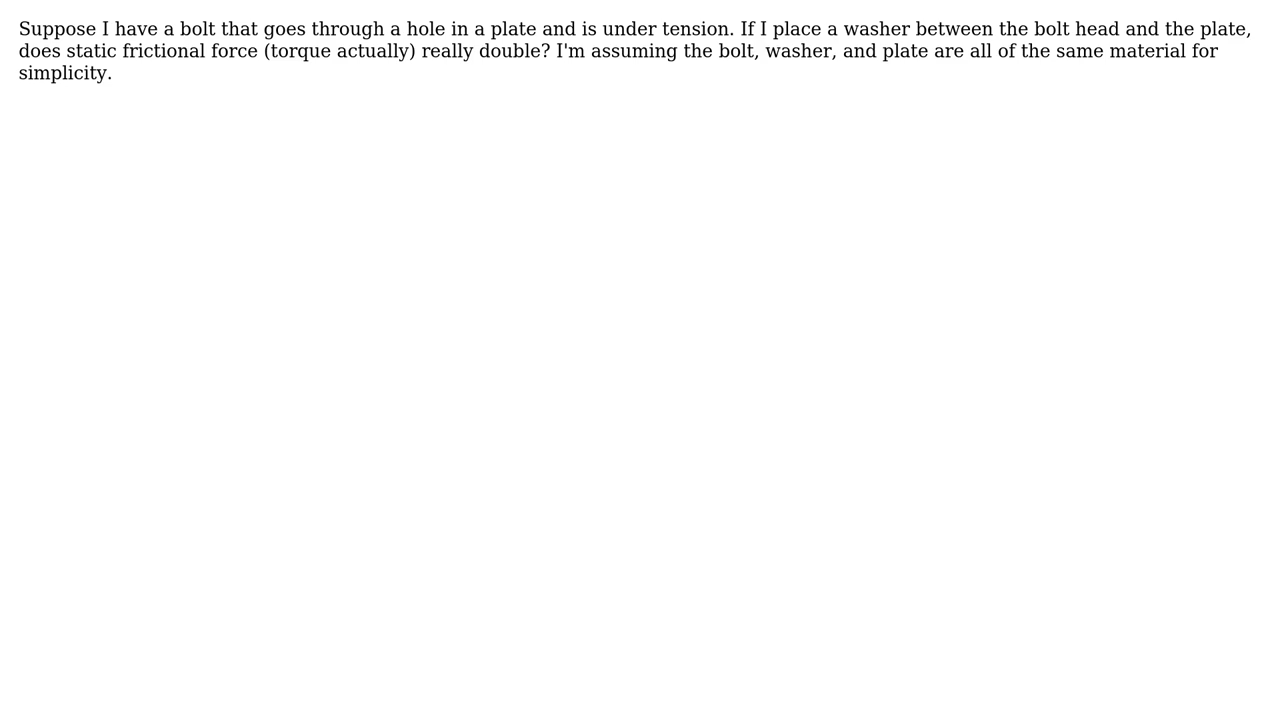 Suppose I have a bolt that goes through a hole in a plate and is under tension. If I place a washer between the bolt head and the plate,
does static frictional force (torque actually) really double? I'm assuming the bolt, washer, and plate are all of the same material for
simplicity.